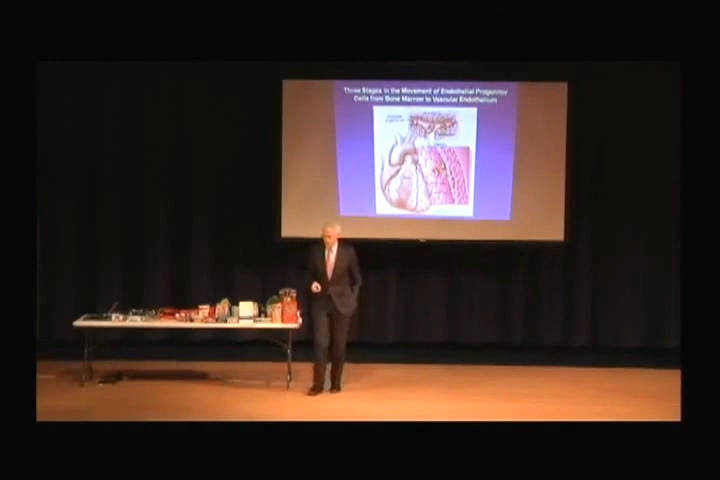 Three Stages in the Movement of Endothelial Progenitor
Cells from Bone Marrow to Vascular Endothelium